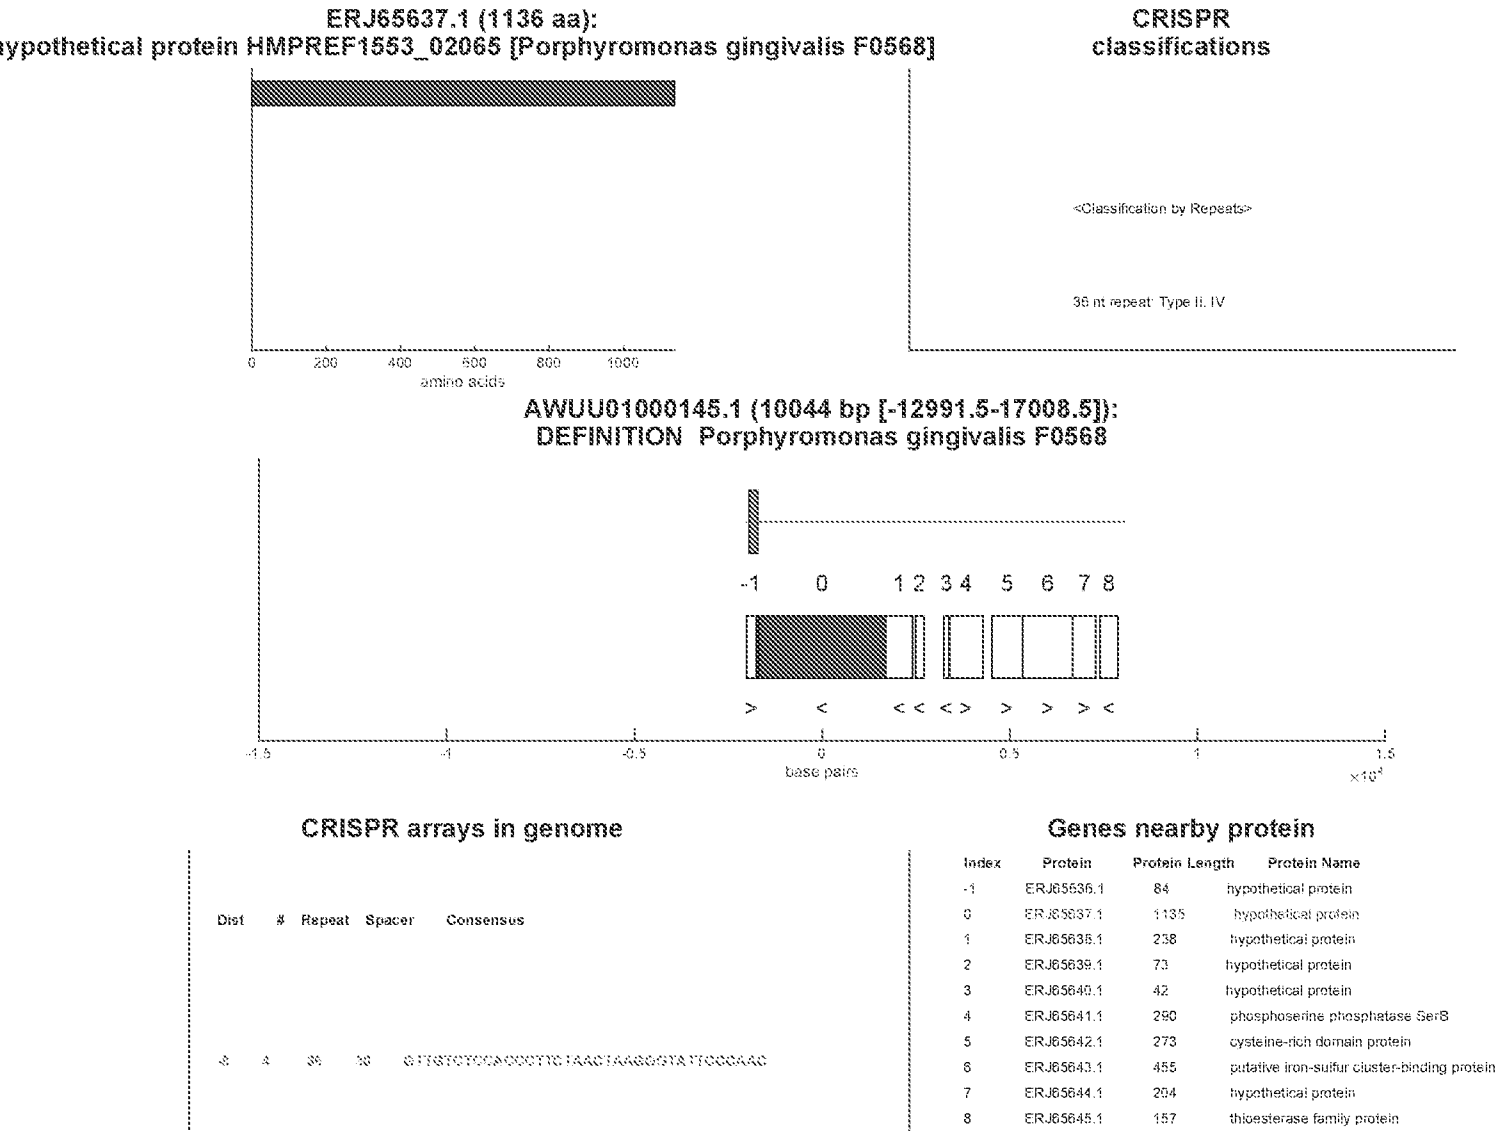 ERJ65637.1 (1136 aa):
hypothetical protein HMPREF1553_02065 [Porphyromonas gingivalis F0568]
0 200 400 600 800 1000
amino acids
CRISPR
classifications
<Classification by Repeats>
36 nt repeat: Type II, IV
AWUU01000145.1 (10044 bp [-12991.5-17008.5]):
DEFINITION Porphyromonas gingivalis F0568
-1 0 1 2 3 4 5 6 7 8
> < < < < > > > > <
-1.5 -1 -0.5 0 0.5 1 1.5
base pairs
×10⁴
CRISPR arrays in genome
Dist # Repeat Spacer Consensus
4 36 30
Genes nearby protein
Index Protein Protein Length Protein Name
-1 ERJ65636.1 84 hypothetical protein
0 ERJ65637.1 1135 hypothetical protein
1 ERJ65638.1 238 hypothetical protein
2 ERJ65639.1 73 hypothetical protein
3 ERJ65640.1 42 hypothetical protein
4 ERJ65641.1 290 phosphoserine phosphatase SerB
5 ERJ65642.1 273 cysteine-rich domain protein
6 ERJ65643.1 455 putative iron-sulfur cluster-binding protein
7 ERJ65644.1 204 hypothetical protein
8 ERJ65645.1 157 thioesterase family protein